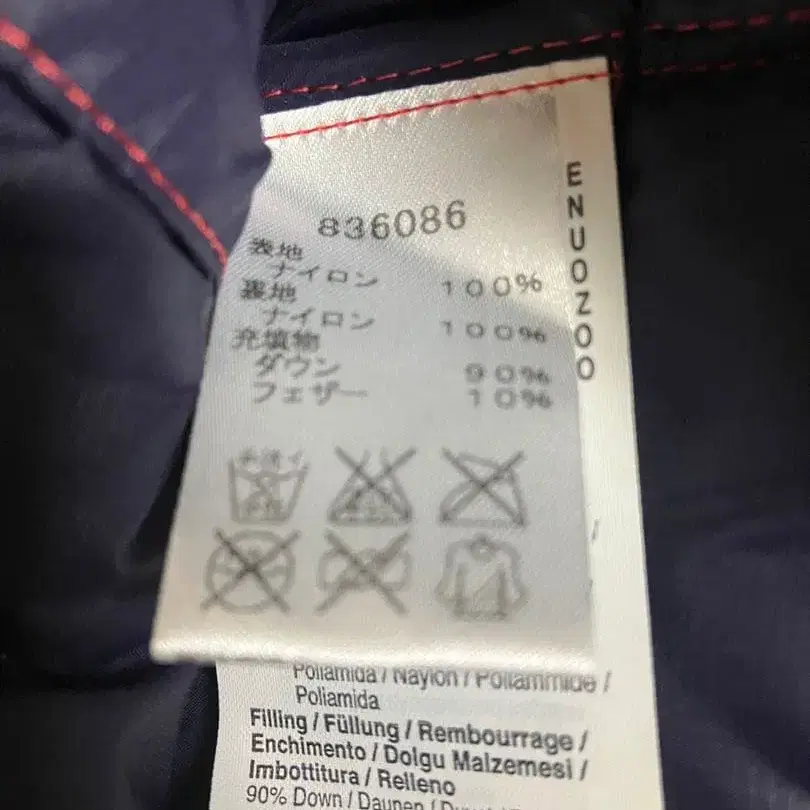 836086
表地
ナイロン 100%
裏地
ナイロン 100%
充填物
ダウン 90%
フェザー 10%
ENUOZOO
Poliamida / Naylon / Poliammide /
Poliamida
Filling / Füllung / Rembourrage /
Enchimento / Dolgu Malzemesi /
Imbottitura / Relleno
90% Down / Daunen /